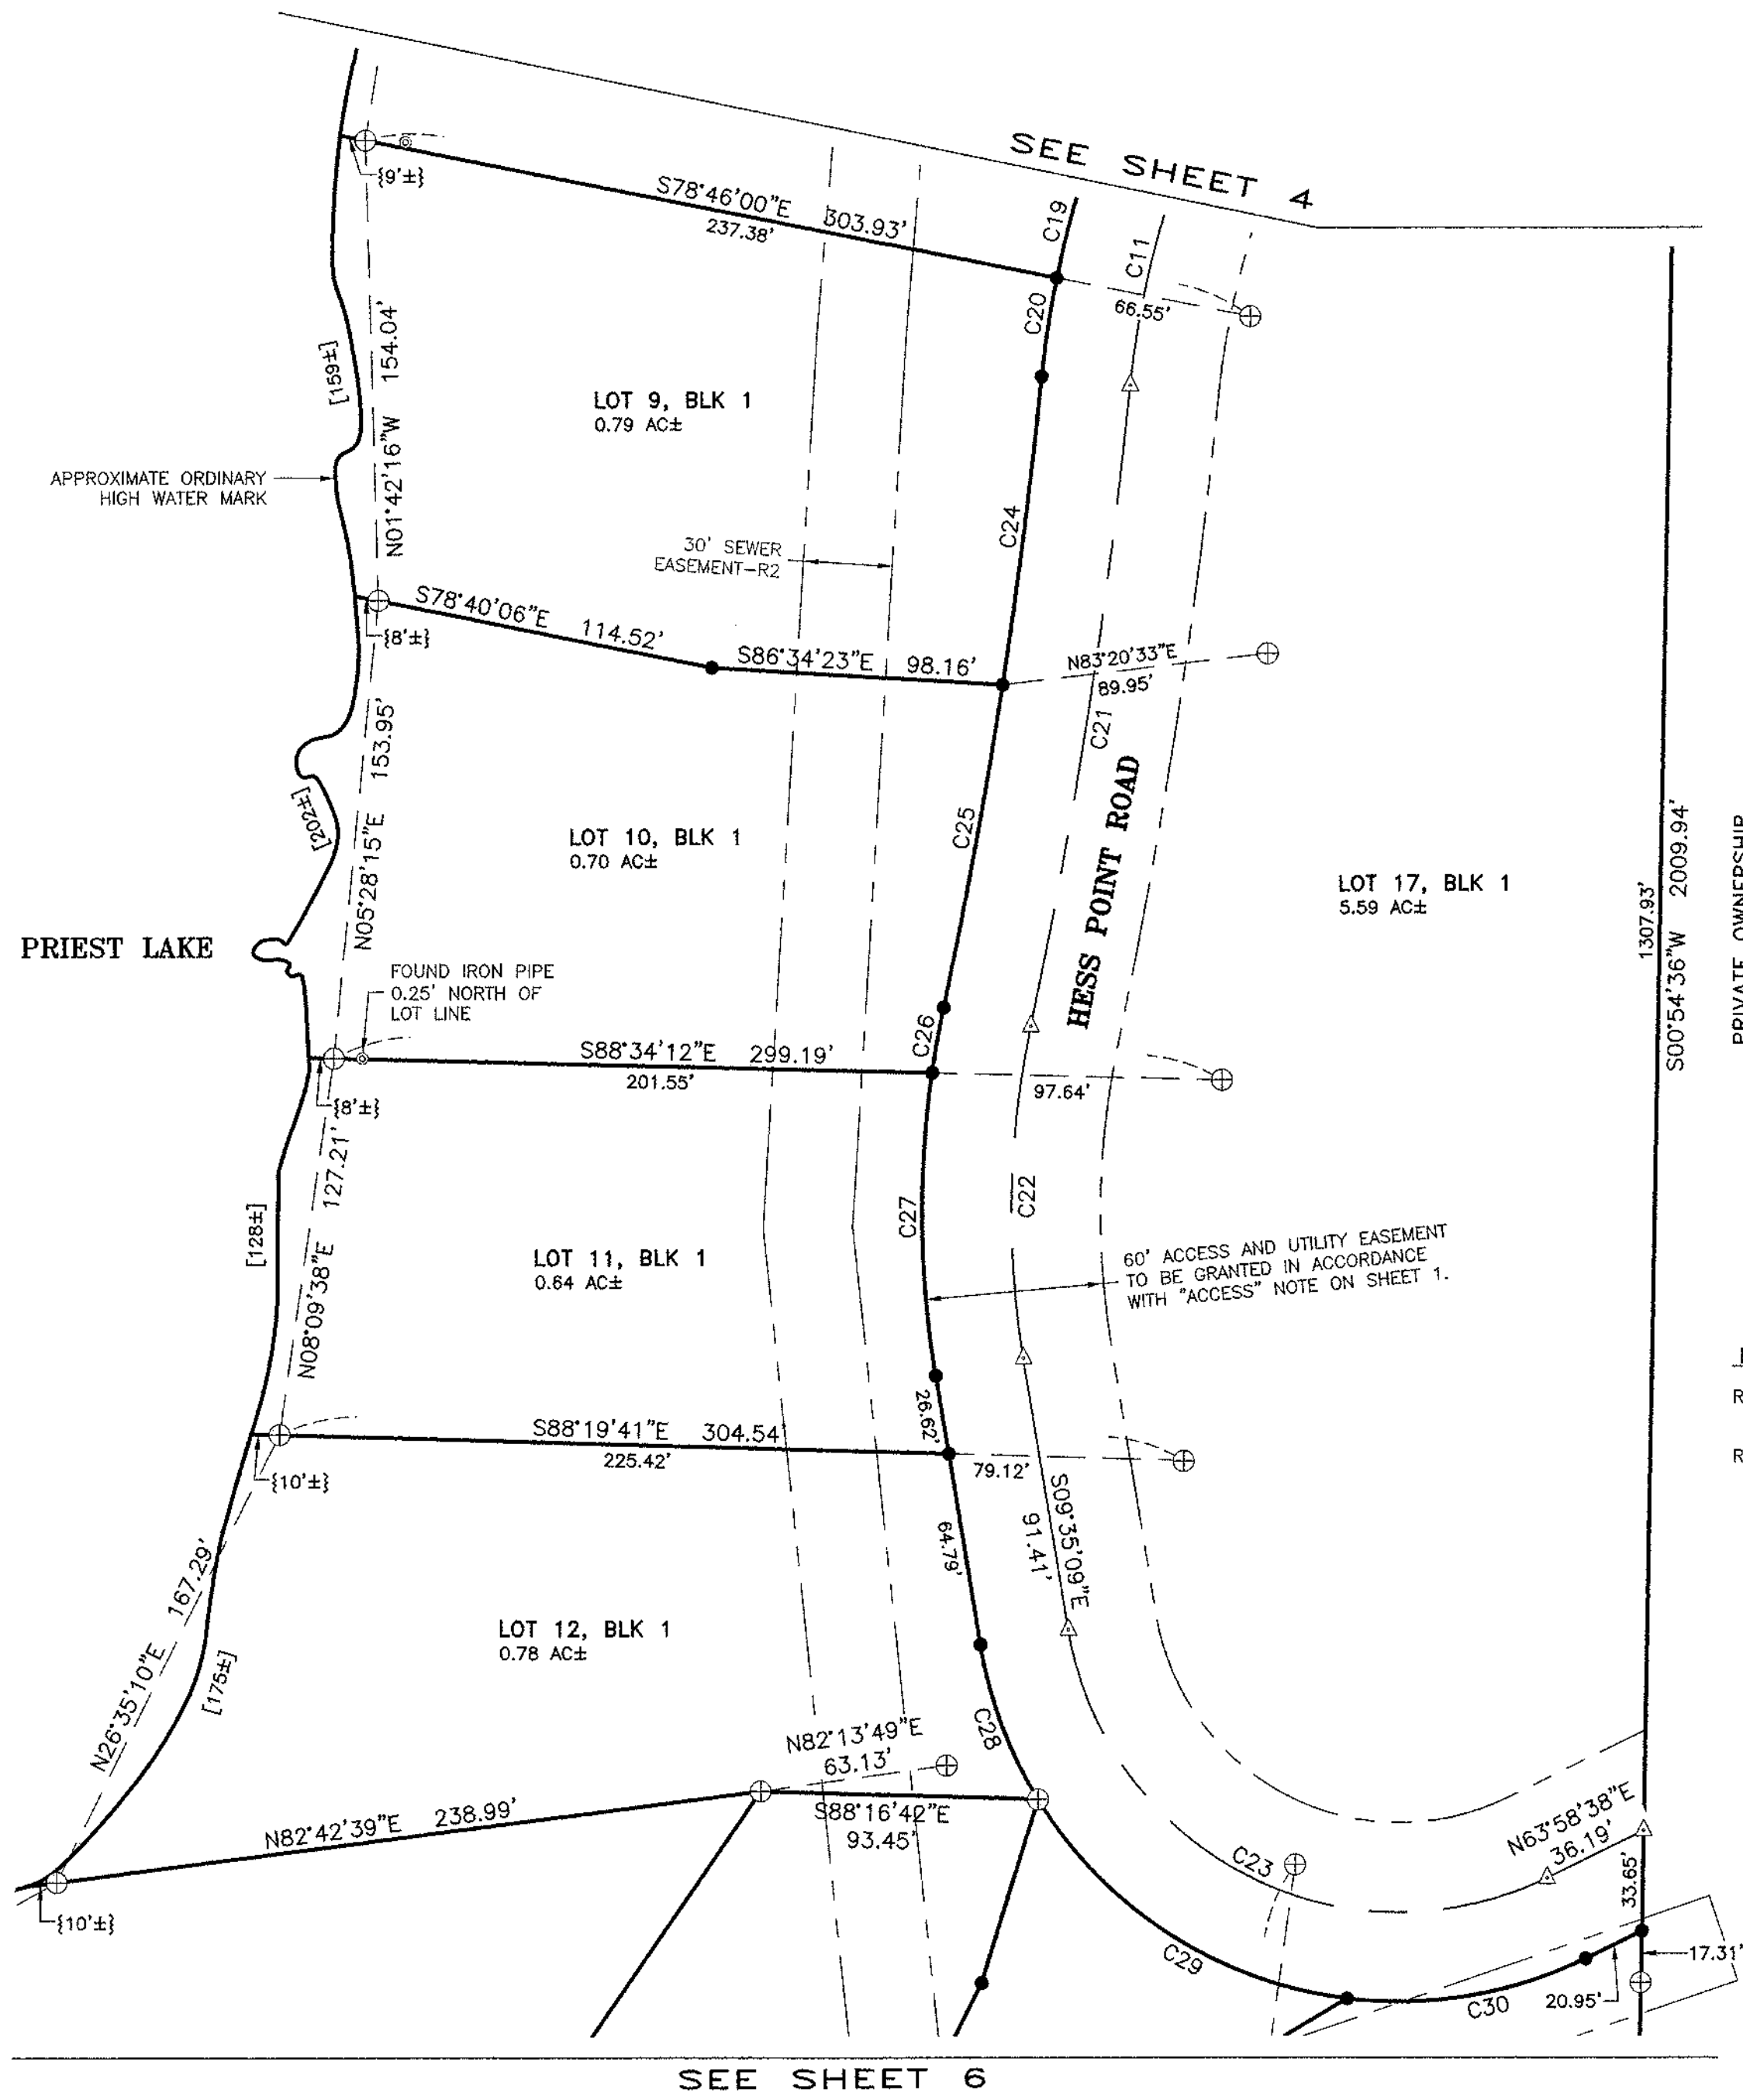 SEE SHEET 4
{9'±}
S78°46'00"E 303.93'
237.38'
C19
C11
C20
66.55'
[159±]
N01°42'16"W 154.04'
LOT 9, BLK 1
0.79 AC±
APPROXIMATE ORDINARY
HIGH WATER MARK
C24
30' SEWER
EASEMENT-R2
S78°40'06"E 114.52'
{8'±}
S86°34'23"E 98.16'
N83°20'33"E
89.95'
C21
N05°28'15"E 153.95'
[202±]
LOT 10, BLK 1
0.70 AC±
C25
HESS POINT ROAD
LOT 17, BLK 1
5.59 AC±
1307.93'
S00°54'36"W 2009.94'
PRIVATE OWNERSHIP
PRIEST LAKE
FOUND IRON PIPE
0.25' NORTH OF
LOT LINE
C26
S88°34'12"E 299.19'
201.55'
97.64'
{8'±}
N08°09'38"E 127.21'
[128±]
C27
C22
LOT 11, BLK 1
0.64 AC±
60' ACCESS AND UTILITY EASEMENT
TO BE GRANTED IN ACCORDANCE
WITH "ACCESS" NOTE ON SHEET 1.
R
R
26.62'
S88°19'41"E 304.54'
225.42'
79.12'
{10'±}
S09°35'09"E
91.41'
64.79'
N26°35'10"E 167.29'
[175±]
LOT 12, BLK 1
0.78 AC±
C28
N82°13'49"E
63.13'
S88°16'42"E
93.45'
N82°42'39"E 238.99'
{10'±}
C23
N63°58'38"E
36.19'
33.65'
17.31'
C29
C30
20.95'
SEE SHEET 6